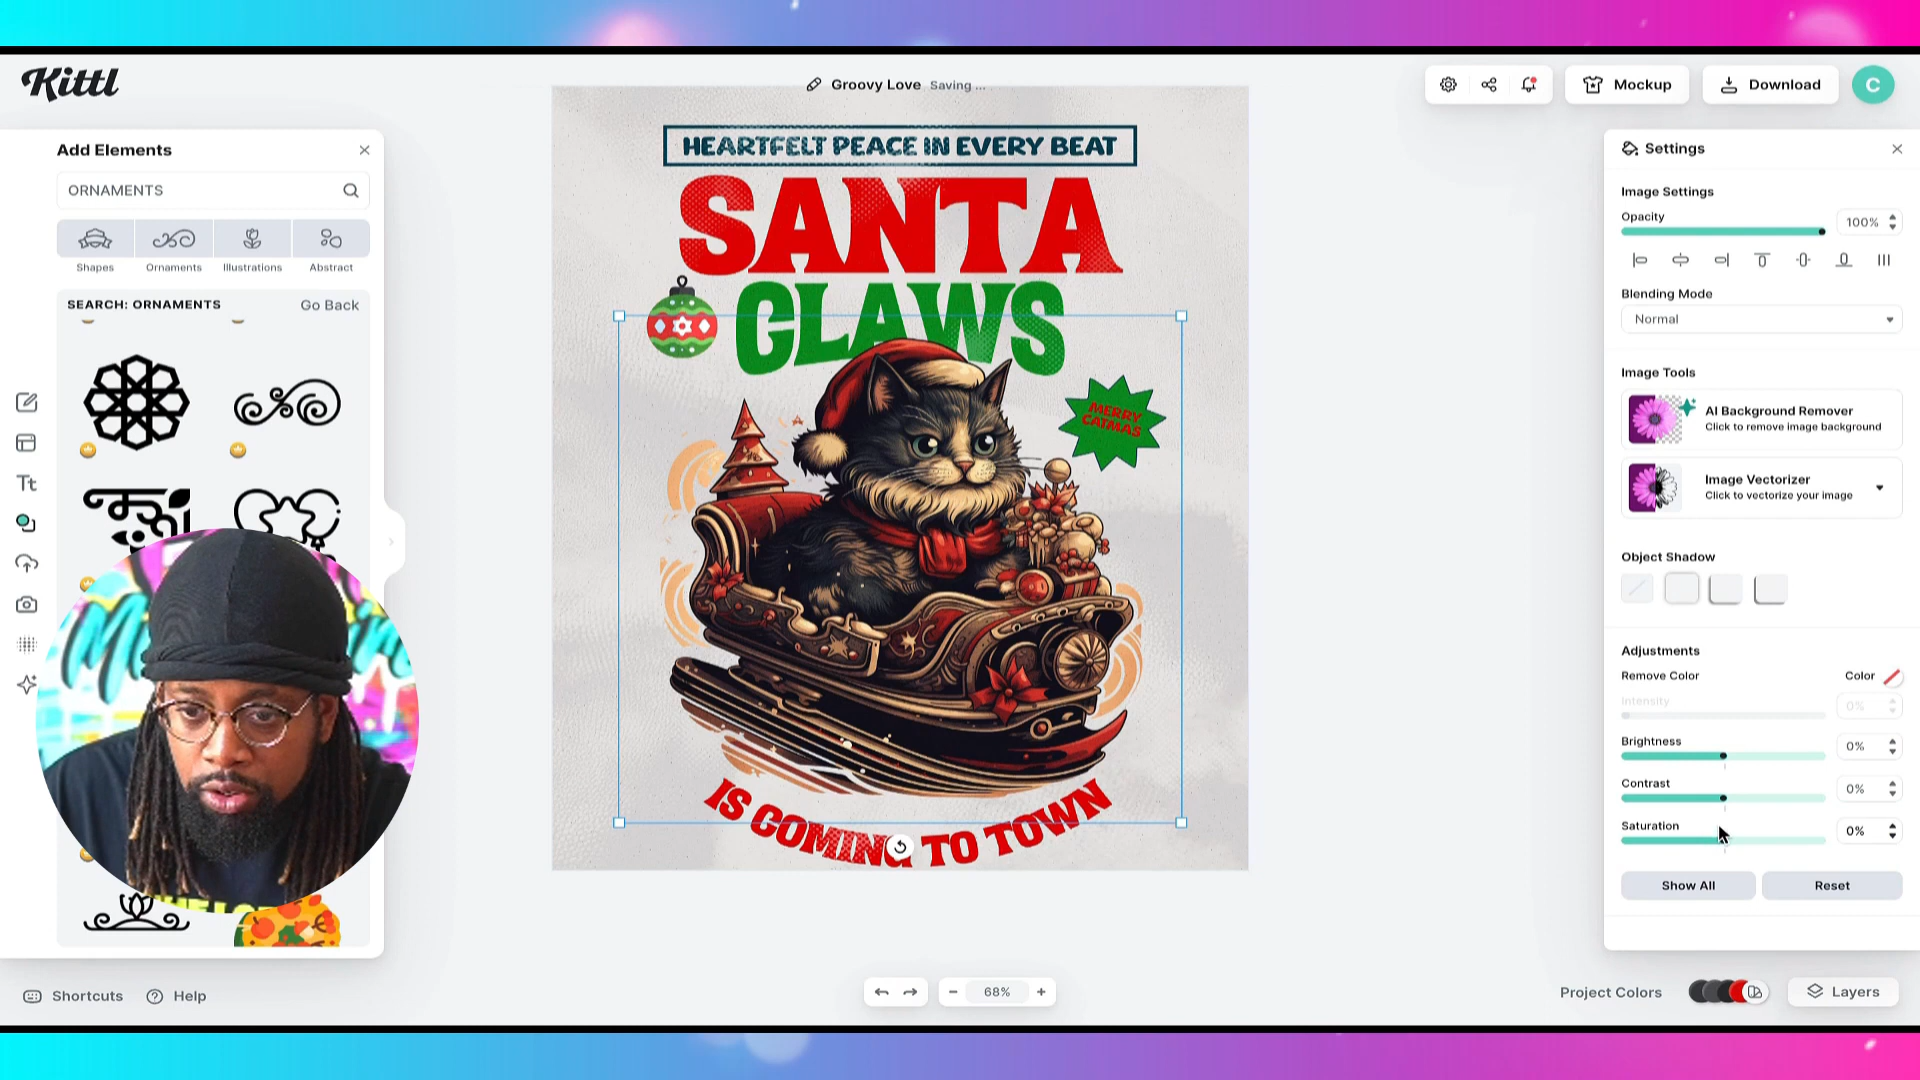 Kittl
Groovy Love Saving ...
Mockup
Download
C
Add Elements
ORNAMENTS
Shapes
Ornaments
Illustrations
Abstract
SEARCH: ORNAMENTS
Go Back
HEARTFELT PEACE IN EVERY BEAT
SANTA
CLAWS
MERRY
CATMAS
IS COMING TO TOWN
Settings
Image Settings
Opacity
100%
Blending Mode
Normal
Image Tools
AI Background Remover
Click to remove image background
Image Vectorizer
Click to vectorize your image
Object Shadow
Adjustments
Remove Color
Color
Intensity
0%
Brightness
0%
Contrast
0%
Saturation
0%
Show All
Reset
Shortcuts
Help
68%
Project Colors
Layers